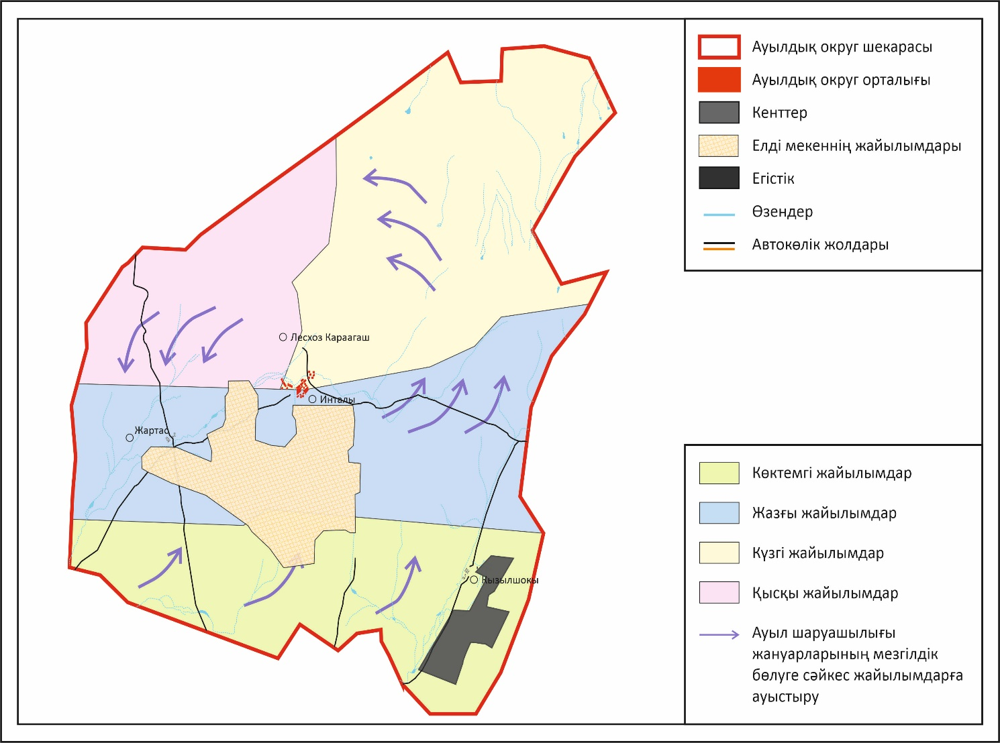 Ауылдық округ шекарасы
Ауылдық округ орталығы
Кенттер
Елді мекеннің жайылымдары
Егістік
Өзендер
Автокөлік жолдары
Лесхоз Караагаш
Инталы
Жартас
Кызылшокы
Көктемгі жайылымдар
Жазғы жайылымдар
Күзгі жайылымдар
Қысқы жайылымдар
Ауыл шаруашылығы
жануарларының мезгілдік
бөлуге сәйкес жайылымдарға
ауыстыру